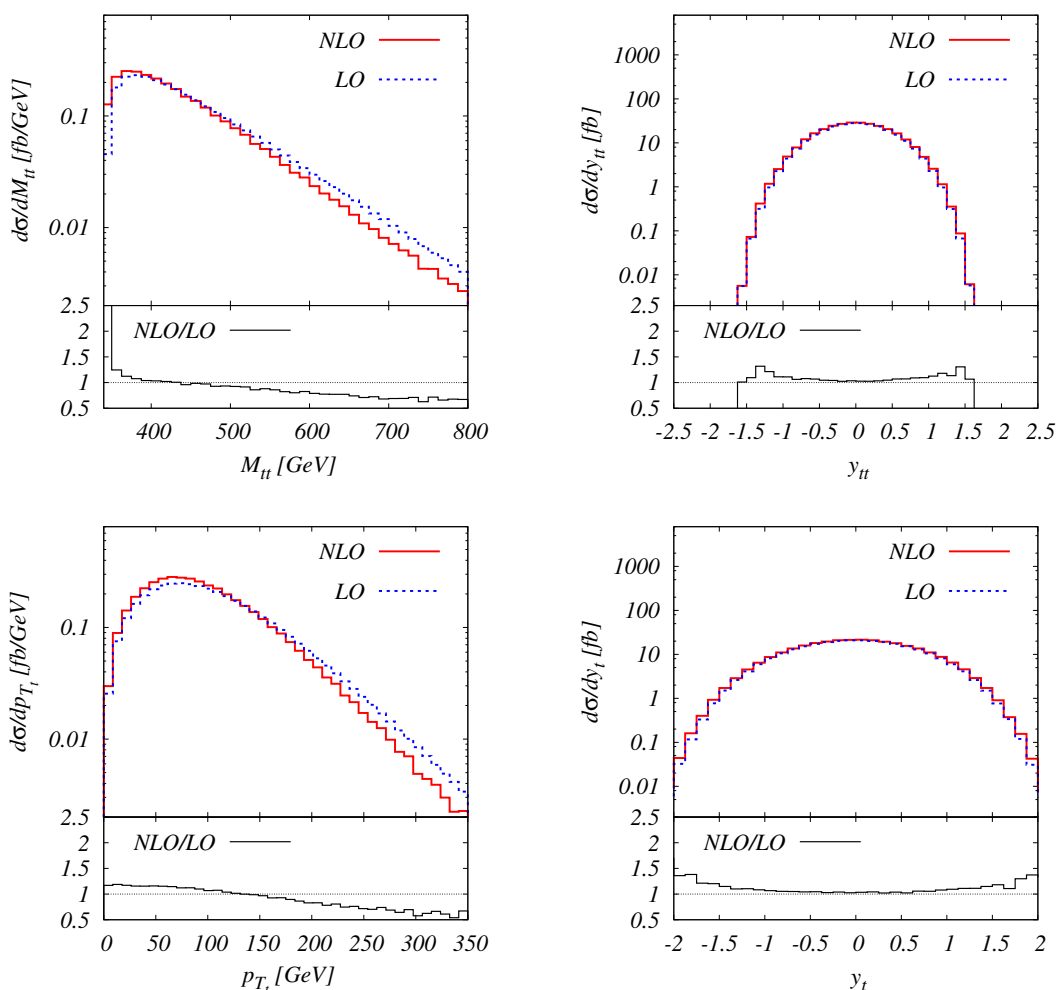 NLO
LO
0.1
0.01
dσ/dM_tt [fb/GeV]
2.5
2
1.5
1
0.5
NLO/LO
400 500 600 700 800
M_tt [GeV]
NLO
LO
1000
100
10
1
0.1
0.01
dσ/dy_tt [fb]
2.5
2
1.5
1
0.5
NLO/LO
-2.5 -2 -1.5 -1 -0.5 0 0.5 1 1.5 2 2.5
y_tt
NLO
LO
0.1
0.01
dσ/dp_T_t [fb/GeV]
2.5
2
1.5
1
0.5
NLO/LO
0 50 100 150 200 250 300 350
p_T_t [GeV]
NLO
LO
1000
100
10
1
0.1
0.01
dσ/dy_t [fb]
2.5
2
1.5
1
0.5
NLO/LO
-2 -1.5 -1 -0.5 0 0.5 1 1.5 2
y_t